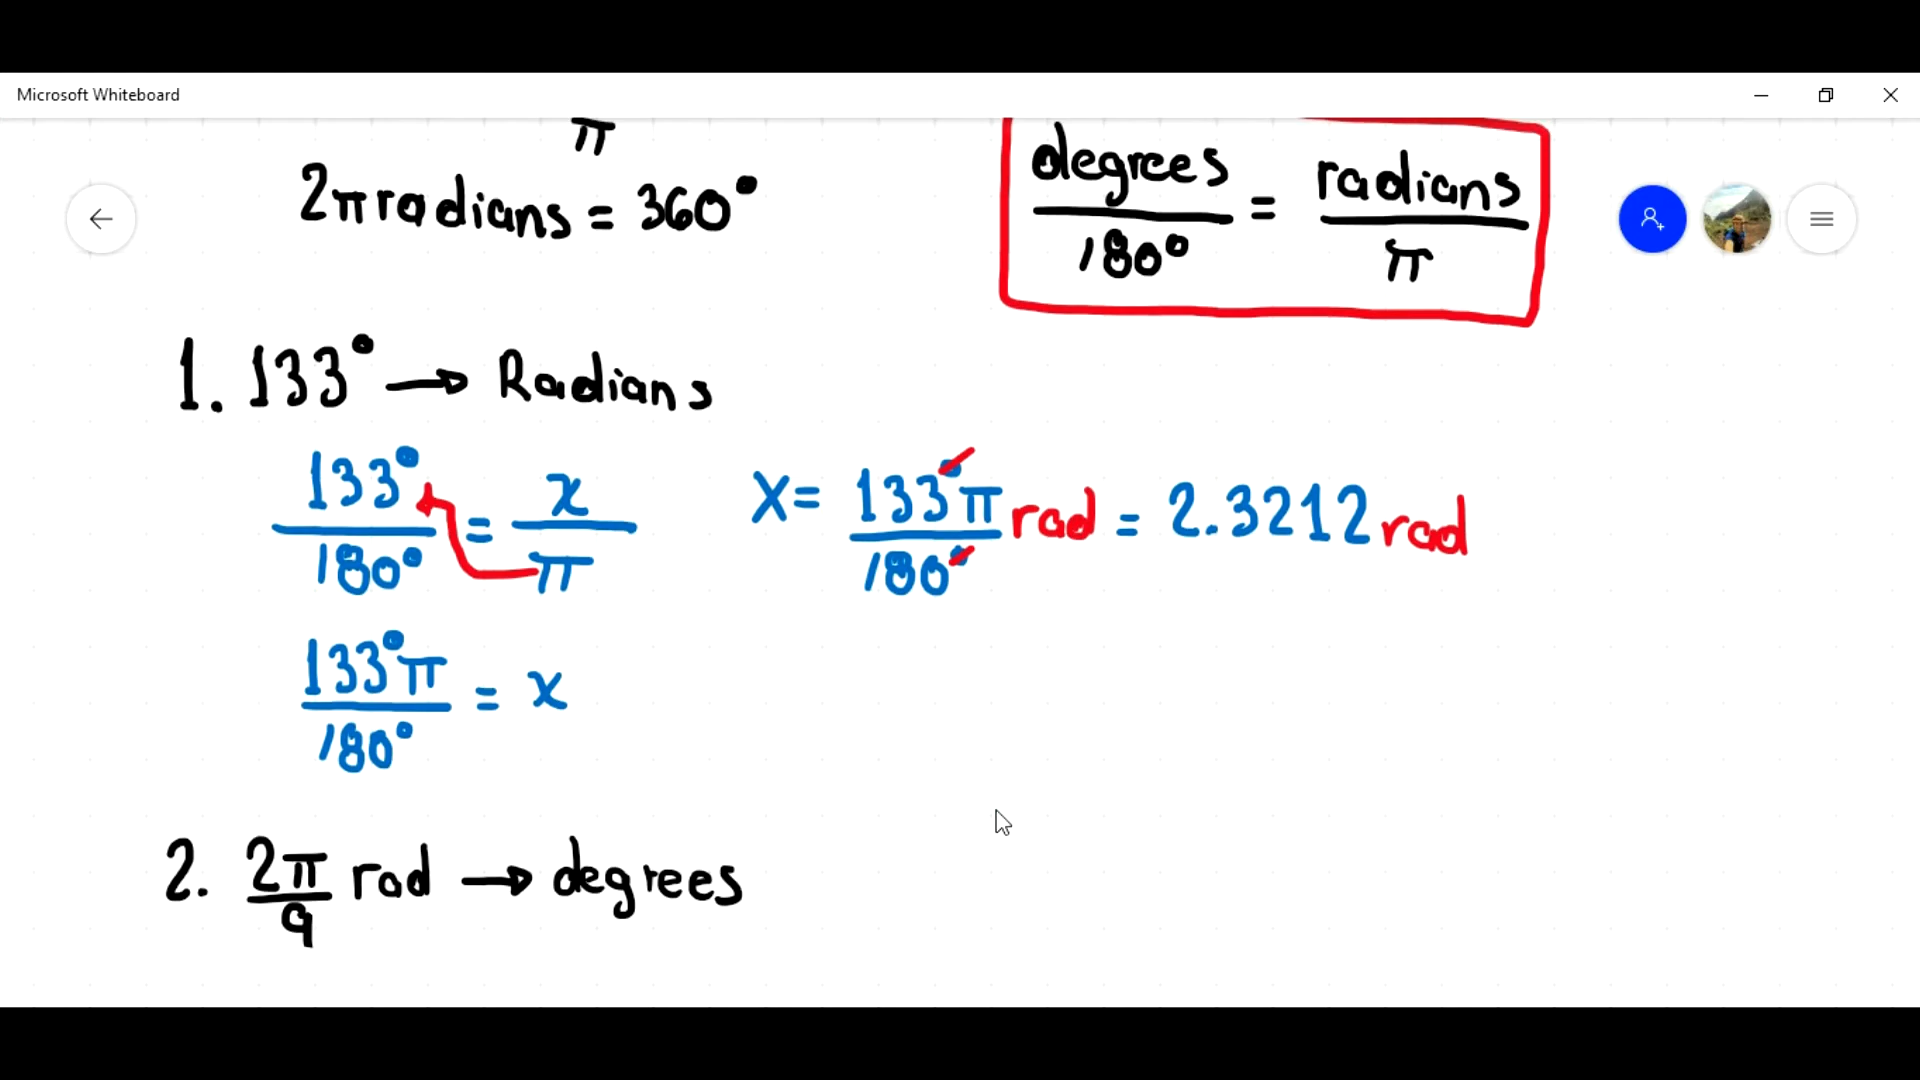 Microsoft Whiteboard
π
2π radians = 360°
degrees/180° = radians/π
1. 133° → Radians
133°/180° = x/π
x = 133°π/180° rad = 2.3212 rad
133°π/180° = x
2. 2π/9 rad → degrees